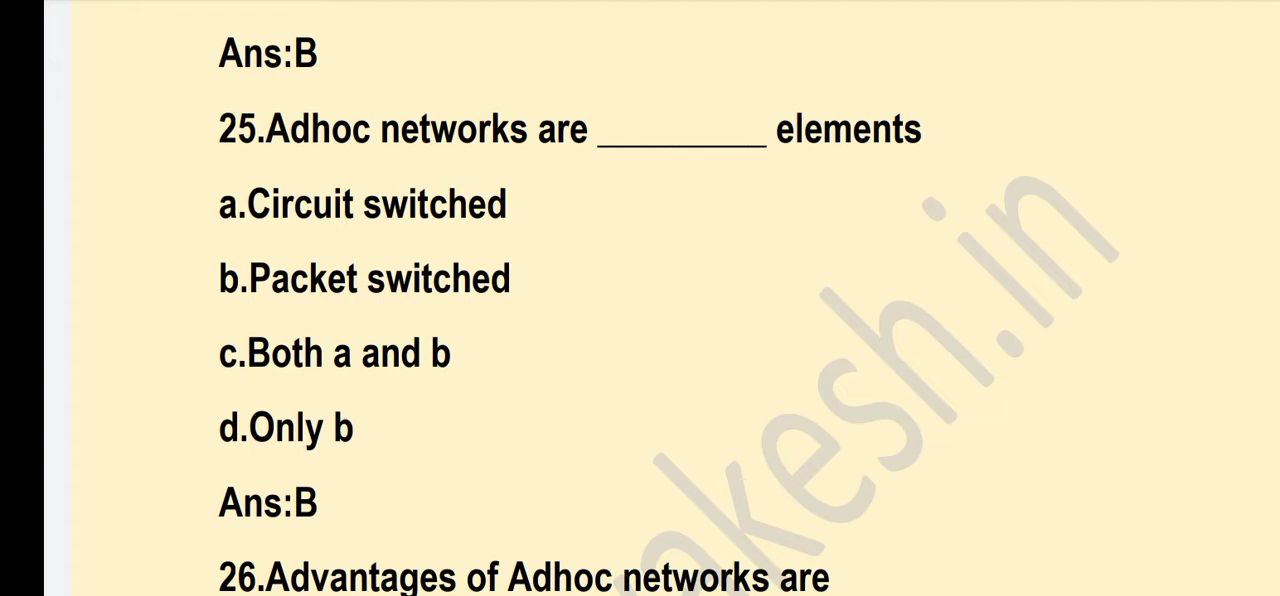 Ans:B
25.Adhoc networks are _________ elements
a.Circuit switched
b.Packet switched
c.Both a and b
d.Only b
Ans:B
26.Advantages of Adhoc networks are